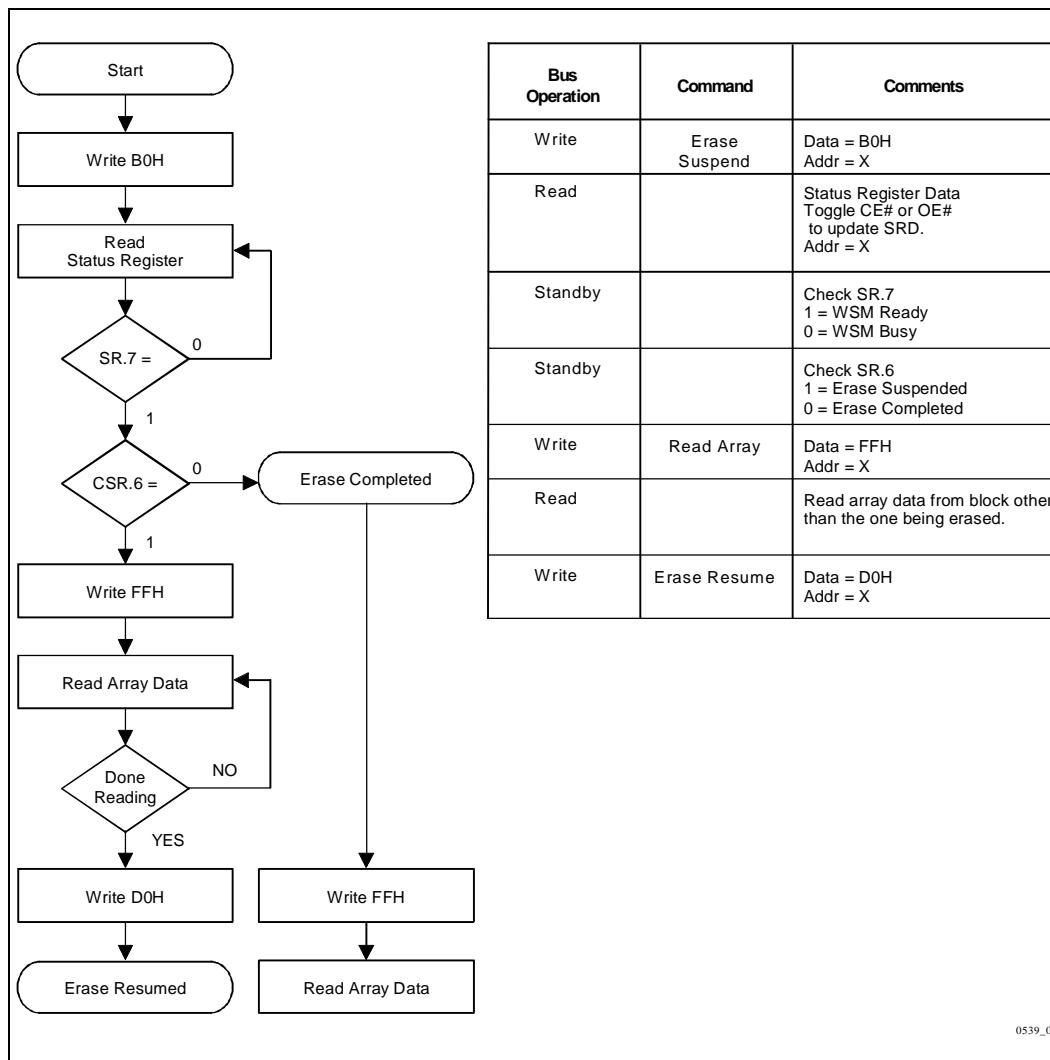 Start
Write B0H
Read
Status Register
SR.7 =
0
1
CSR.6 =
0
Erase Completed
1
Write FFH
Read Array Data
Done
Reading
NO
YES
Write D0H
Write FFH
Erase Resumed
Read Array Data
Bus
Operation
Command
Comments
Write
Erase
Suspend
Data = B0H
Addr = X
Read
Status Register Data
Toggle CE# or OE#
to update SRD.
Addr = X
Standby
Check SR.7
1 = WSM Ready
0 = WSM Busy
Standby
Check SR.6
1 = Erase Suspended
0 = Erase Completed
Write
Read Array
Data = FFH
Addr = X
Read
Read array data from block other
than the one being erased.
Write
Erase Resume
Data = D0H
Addr = X
0539_0